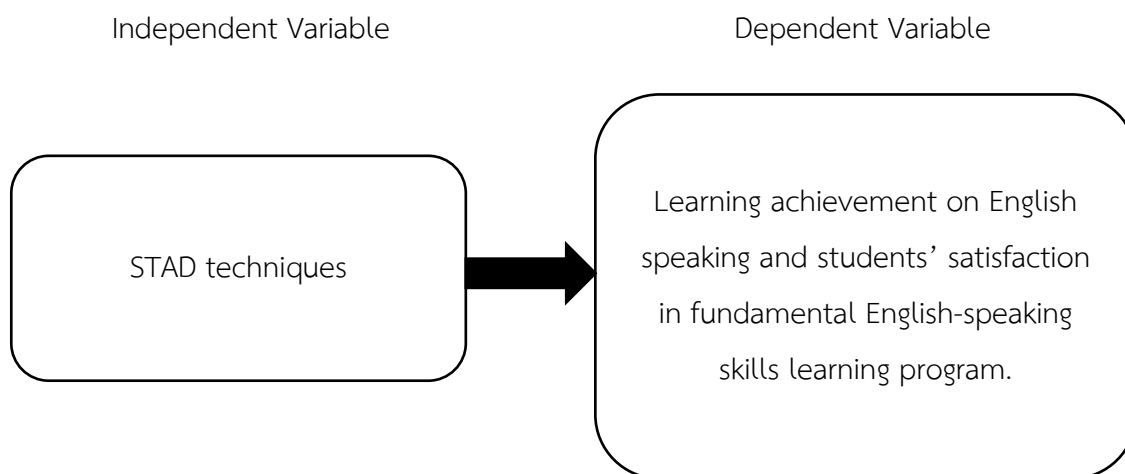 Independent Variable
Dependent Variable
STAD techniques
Learning achievement on English
speaking and students’ satisfaction
in fundamental English-speaking
skills learning program.